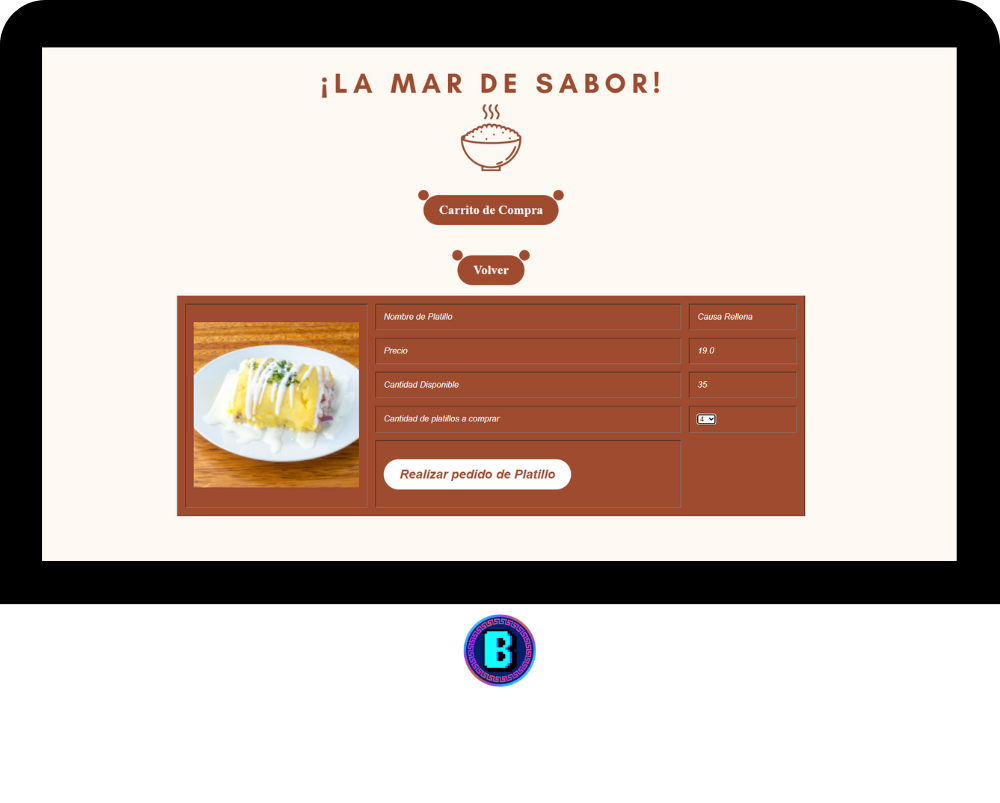 ¡LA MAR DE SABOR!
Carrito de Compra
Volver
Nombre de Platillo
Causa Rellena
Precio
19.0
Cantidad Disponible
35
Cantidad de platillos a comprar
4
Realizar pedido de Platillo
B